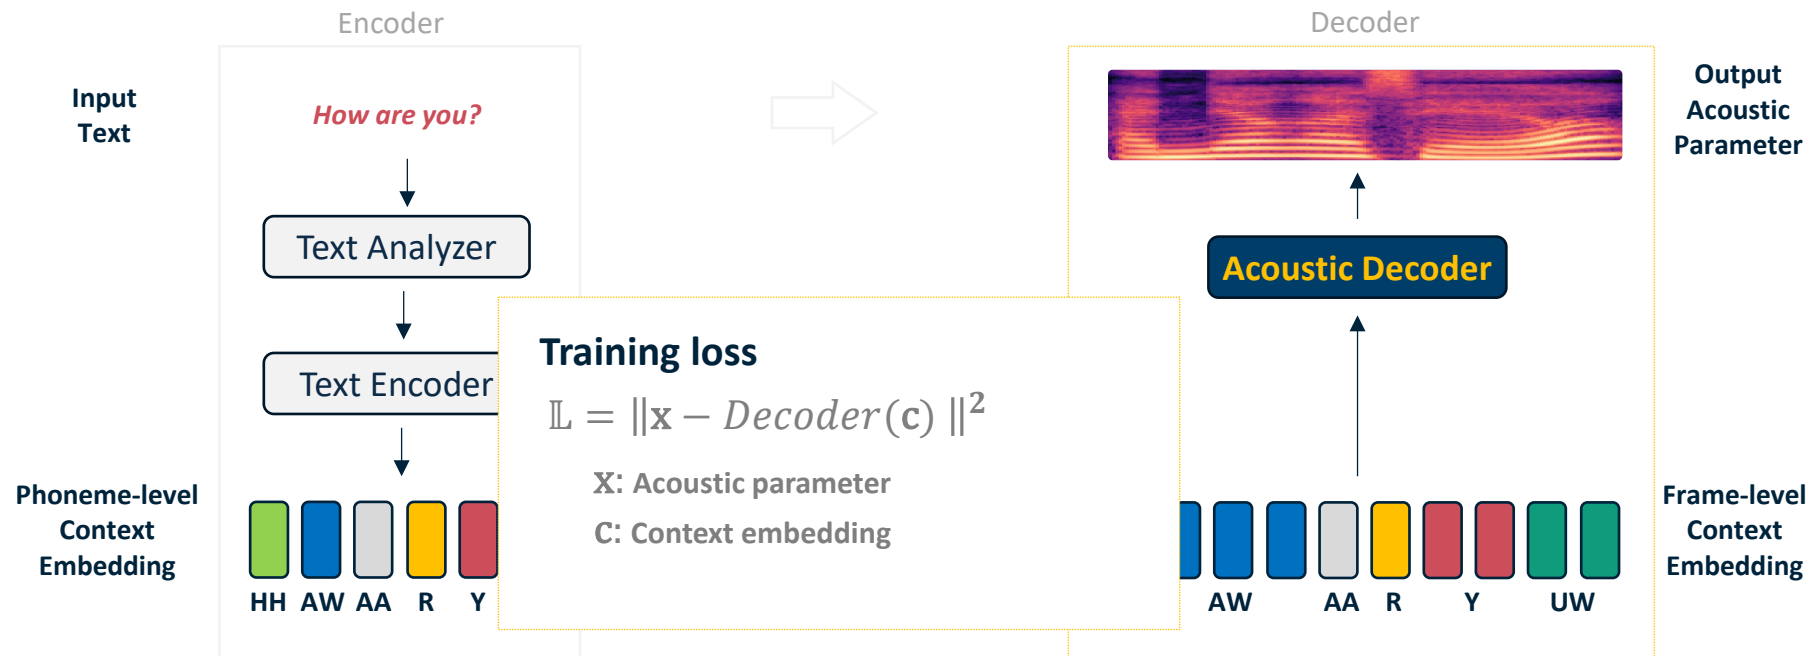 Encoder
Decoder
Input
Text
How are you?
Output
Acoustic
Parameter
Text Analyzer
Acoustic Decoder
Text Encoder
Training loss
𝕃 = ‖x − Decoder(c) ‖²
x: Acoustic parameter
c: Context embedding
Phoneme-level
Context
Embedding
HH AW AA R Y
Frame-level
Context
Embedding
AW AA R Y UW